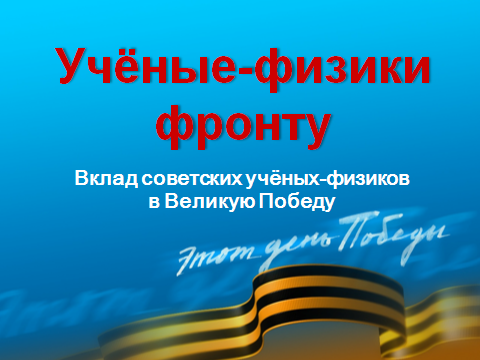 Учёные-физики
фронту
Вклад советских учёных-физиков
в Великую Победу
Этот день Победы